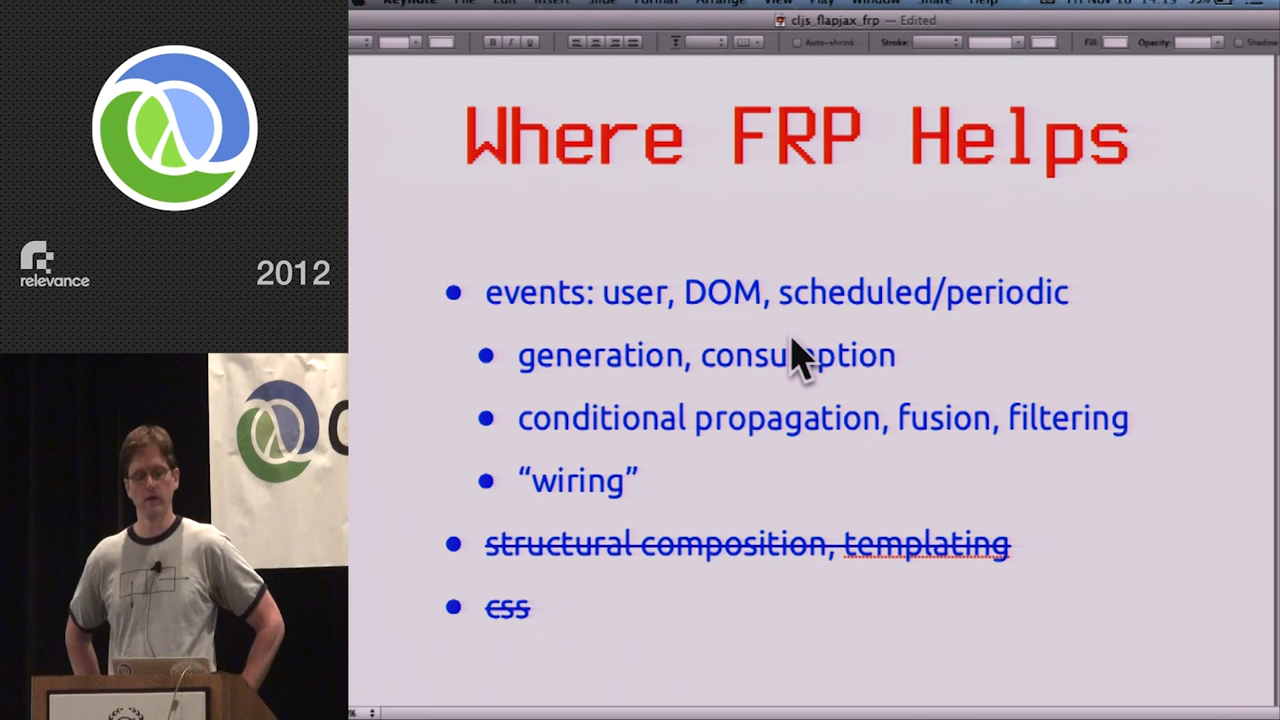 Keynote File Edit Insert Slide Format Arrange View Play Window Share Help
cljs_flapjax_frp — Edited
B I U Auto-shrink Stroke: Fill: Opacity: Shadow
Where FRP Helps
• events: user, DOM, scheduled/periodic
• generation, consumption
• conditional propagation, fusion, filtering
• “wiring”
• structural composition, templating
• css
relevance
2012
%